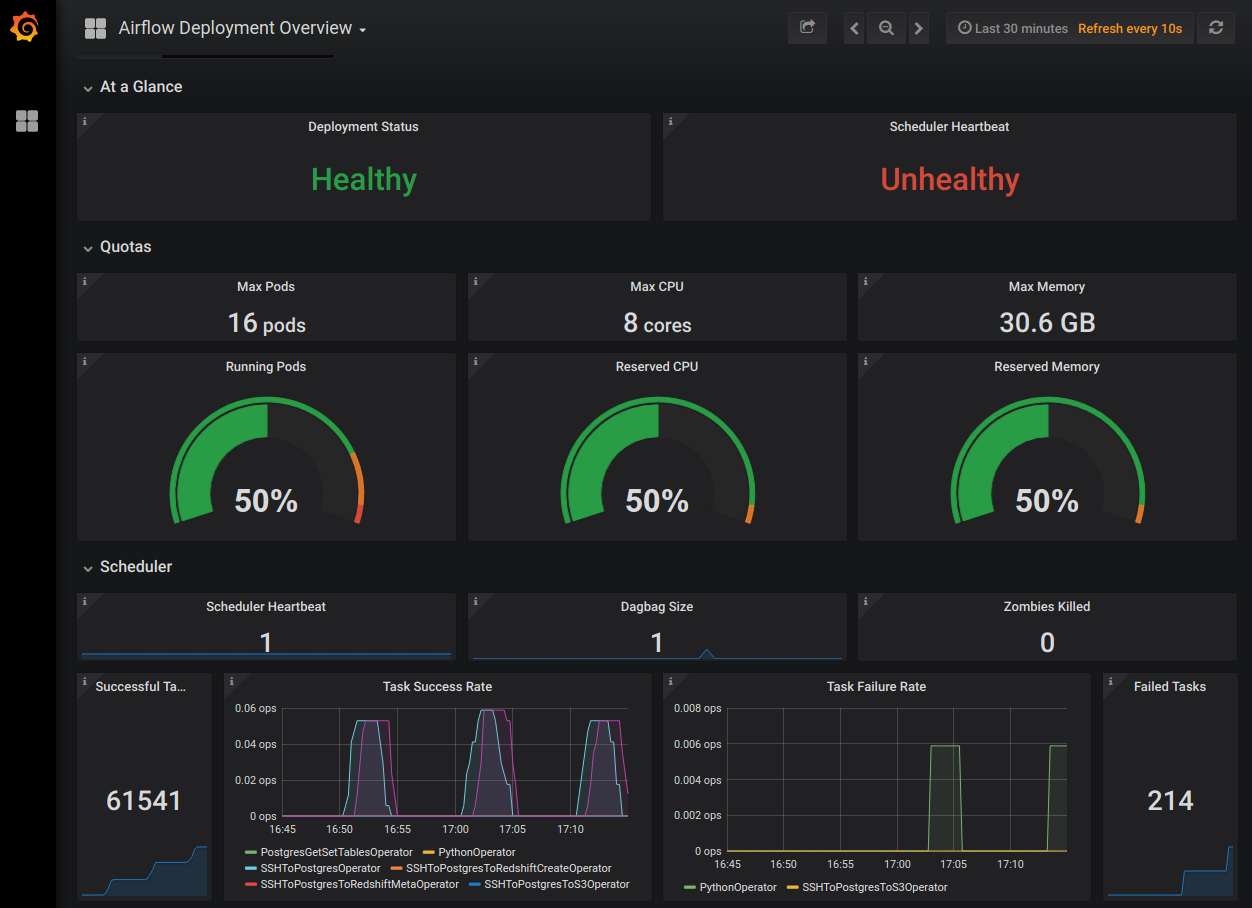 Airflow Deployment Overview
Last 30 minutes Refresh every 10s
At a Glance
Deployment Status
Healthy
Scheduler Heartbeat
Unhealthy
Quotas
Max Pods
16 pods
Max CPU
8 cores
Max Memory
30.6 GB
Running Pods
50%
Reserved CPU
50%
Reserved Memory
50%
Scheduler
Scheduler Heartbeat
1
Dagbag Size
1
Zombies Killed
0
Successful Ta...
61541
Task Success Rate
0.06 ops
0.04 ops
0.02 ops
0 ops
16:45 16:50 16:55 17:00 17:05 17:10
PostgresGetSetTablesOperator PythonOperator
SSHToPostgresOperator SSHToPostgresToRedshiftCreateOperator
SSHToPostgresToRedshiftMetaOperator SSHToPostgresToS3Operator
Task Failure Rate
0.008 ops
0.006 ops
0.004 ops
0.002 ops
0 ops
16:45 16:50 16:55 17:00 17:05 17:10
PythonOperator SSHToPostgresToS3Operator
Failed Tasks
214